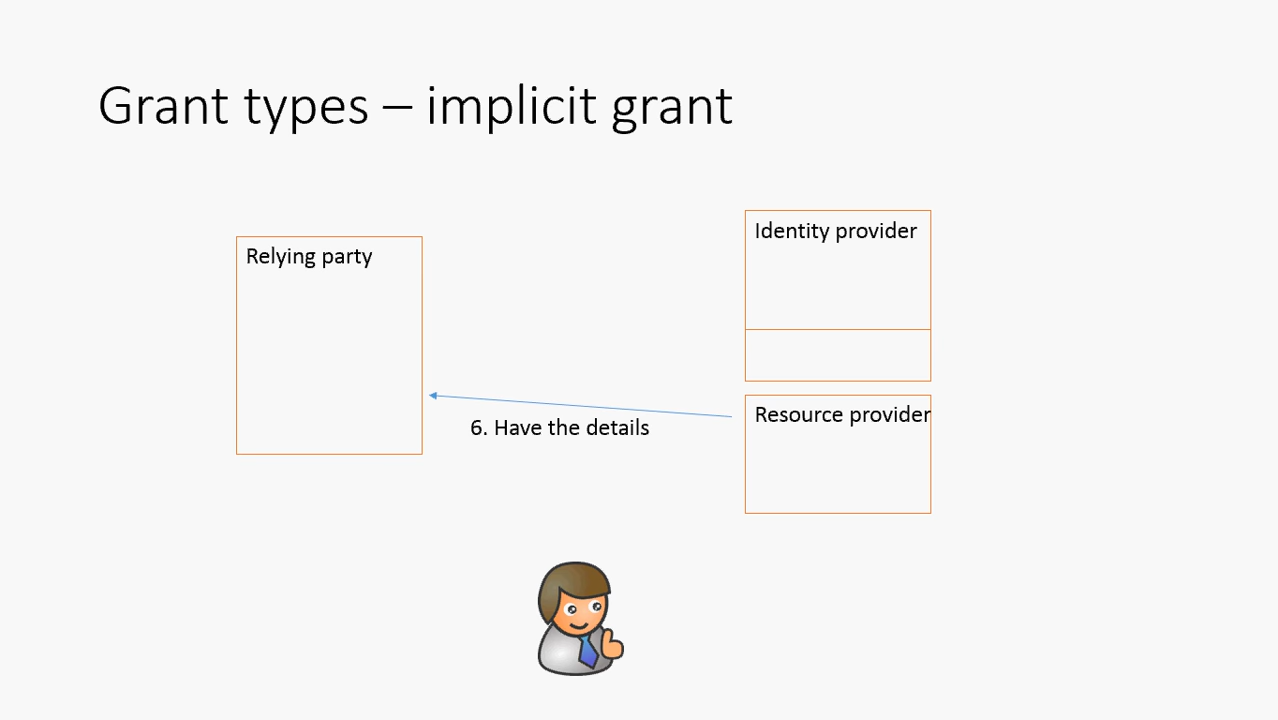 Grant types – implicit grant
Identity provider
Relying party
Resource provider
6. Have the details